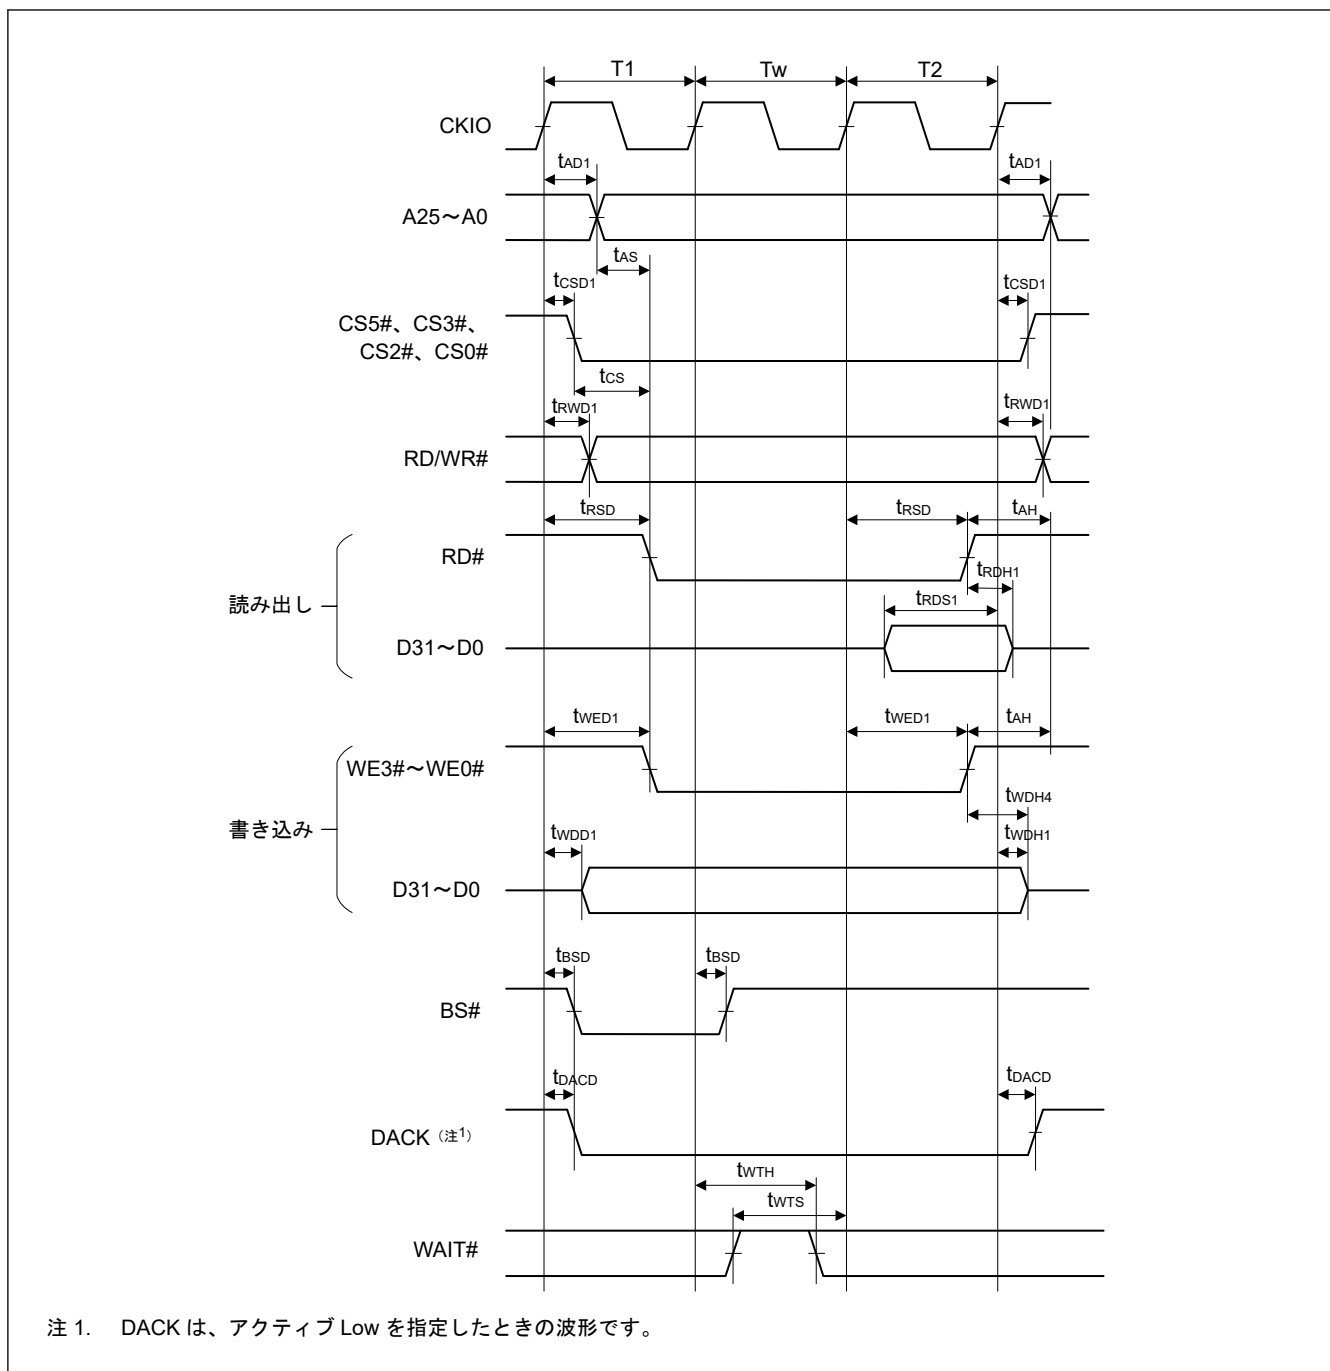 T1 Tw T2
CKIO
tAD1 tAD1
A25～A0
tAS
tCSD1 tCSD1
CS5#、CS3#、
CS2#、CS0#
tCS
tRWD1 tRWD1
RD/WR#
tRSD tRSD tAH
RD#
tRDH1
読み出し
tRDS1
D31～D0
tWED1 tWED1 tAH
WE3#～WE0#
tWDH4
書き込み
tWDD1 tWDH1
D31～D0
tBSD tBSD
BS#
tDACD tDACD
DACK（注1）
tWTH
tWTS
WAIT#
注 1. DACK は、アクティブ Low を指定したときの波形です。